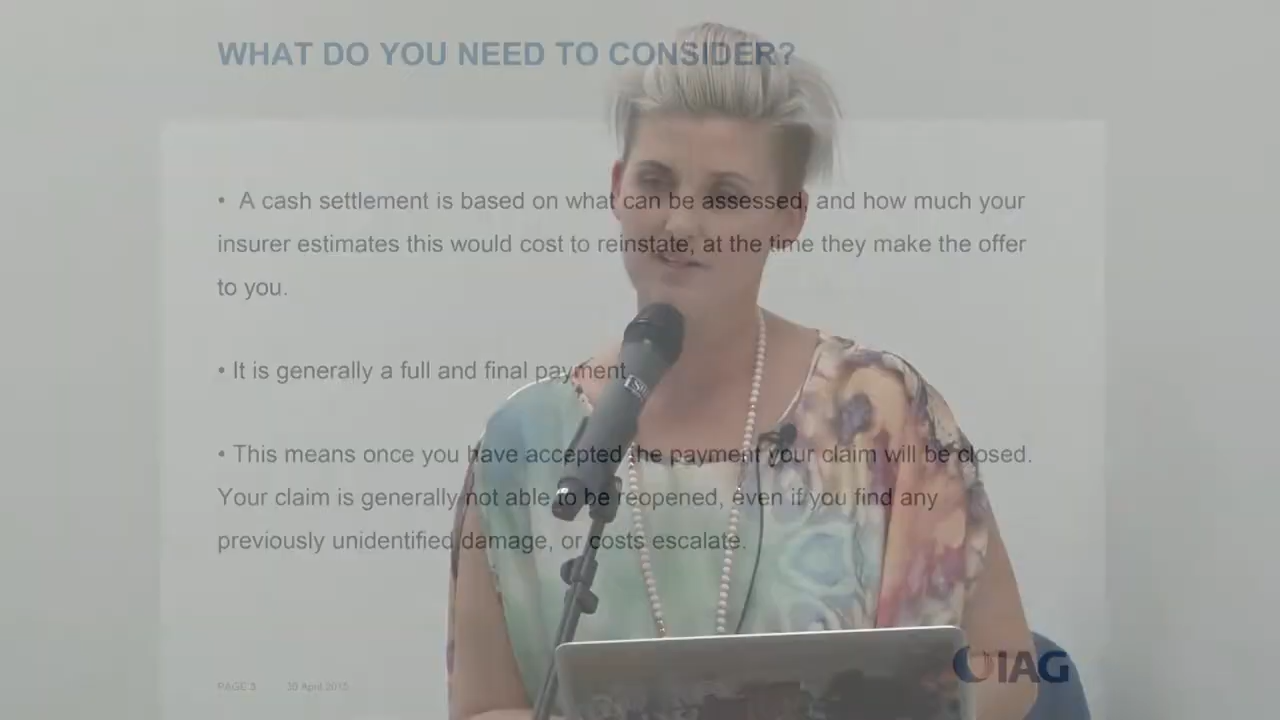 WHAT DO YOU NEED TO CONSIDER?
• A cash settlement is based on what can be assessed, and how much your
insurer estimates this would cost to reinstate, at the time they make the offer
to you.
• It is generally a full and final payment.
• This means once you have accepted the payment your claim will be closed.
Your claim is generally not able to be reopened, even if you find any
previously unidentified damage, or costs escalate.
PAGE 3 30 April 2015
IAG